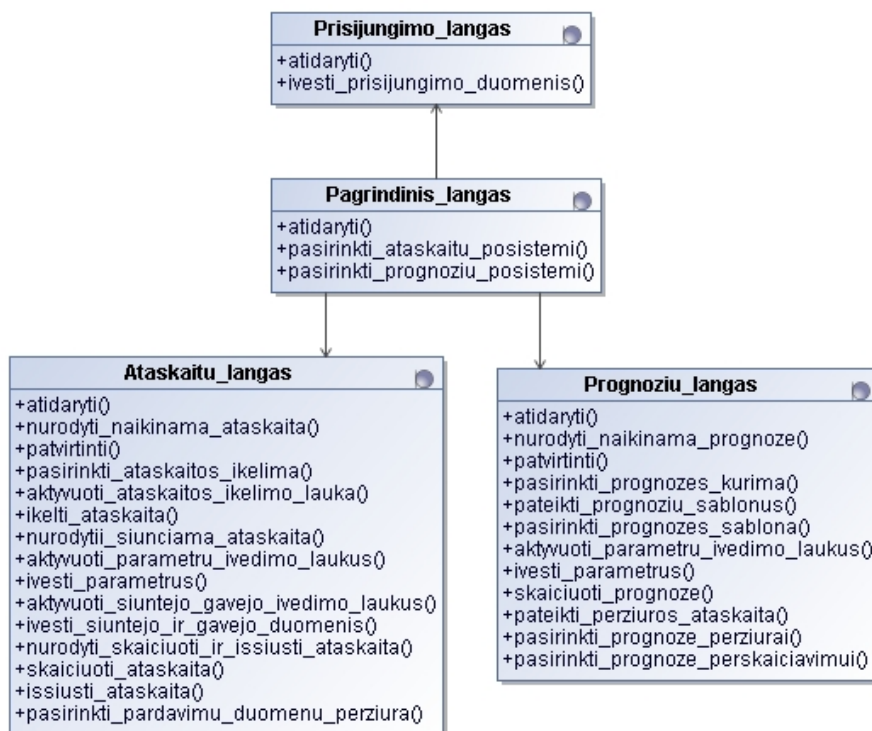 Prisijungimo_langas
+atidaryti()
+ivesti_prisijungimo_duomenis()
Pagrindinis_langas
+atidaryti()
+pasirinkti_ataskaitu_posistemi()
+pasirinkti_prognoziu_posistemi()
Ataskaitu_langas
+atidaryti()
+nurodyti_naikinama_ataskaita()
+patvirtinti()
+pasirinkti_ataskaitos_ikelima()
+aktyvuoti_ataskaitos_ikelimo_lauka()
+ikelti_ataskaita()
+nurodytii_siunciama_ataskaita()
+aktyvuoti_parametru_ivedimo_laukus()
+ivesti_parametrus()
+aktyvuoti_siuntejo_gavejo_ivedimo_laukus()
+ivesti_siuntejo_ir_gavejo_duomenis()
+nurodyti_skaiciuoti_ir_issiusti_ataskaita()
+skaiciuoti_ataskaita()
+issiusti_ataskaita()
+pasirinkti_pardavimu_duomenu_perziura()
Prognoziu_langas
+atidaryti()
+nurodyti_naikinama_prognoze()
+patvirtinti()
+pasirinkti_prognozes_kurima()
+pateikti_prognoziu_sablonus()
+pasirinkti_prognozes_sablona()
+aktyvuoti_parametru_ivedimo_laukus()
+ivesti_parametrus()
+skaiciuoti_prognoze()
+pateikti_perziuros_ataskaita()
+pasirinkti_prognoze_perziurai()
+pasirinkti_prognoze_perskaiciavimui()